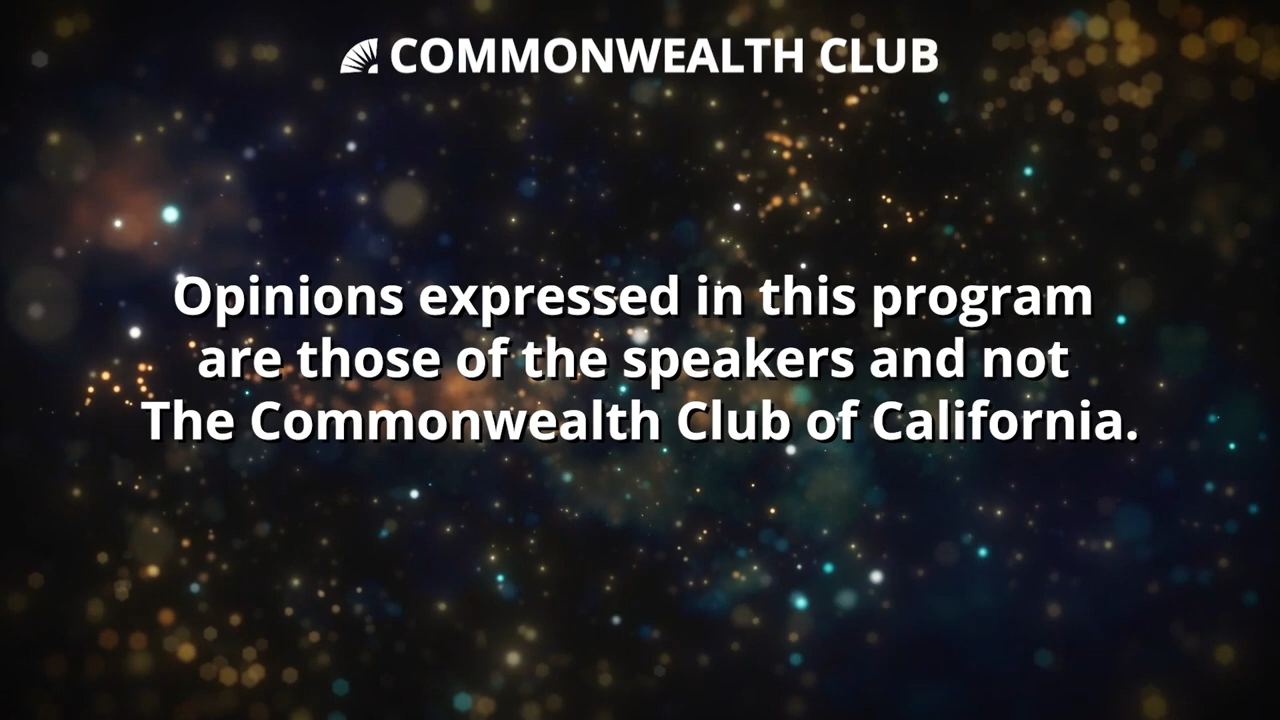 COMMONWEALTH CLUB
Opinions expressed in this program
are those of the speakers and not
The Commonwealth Club of California.